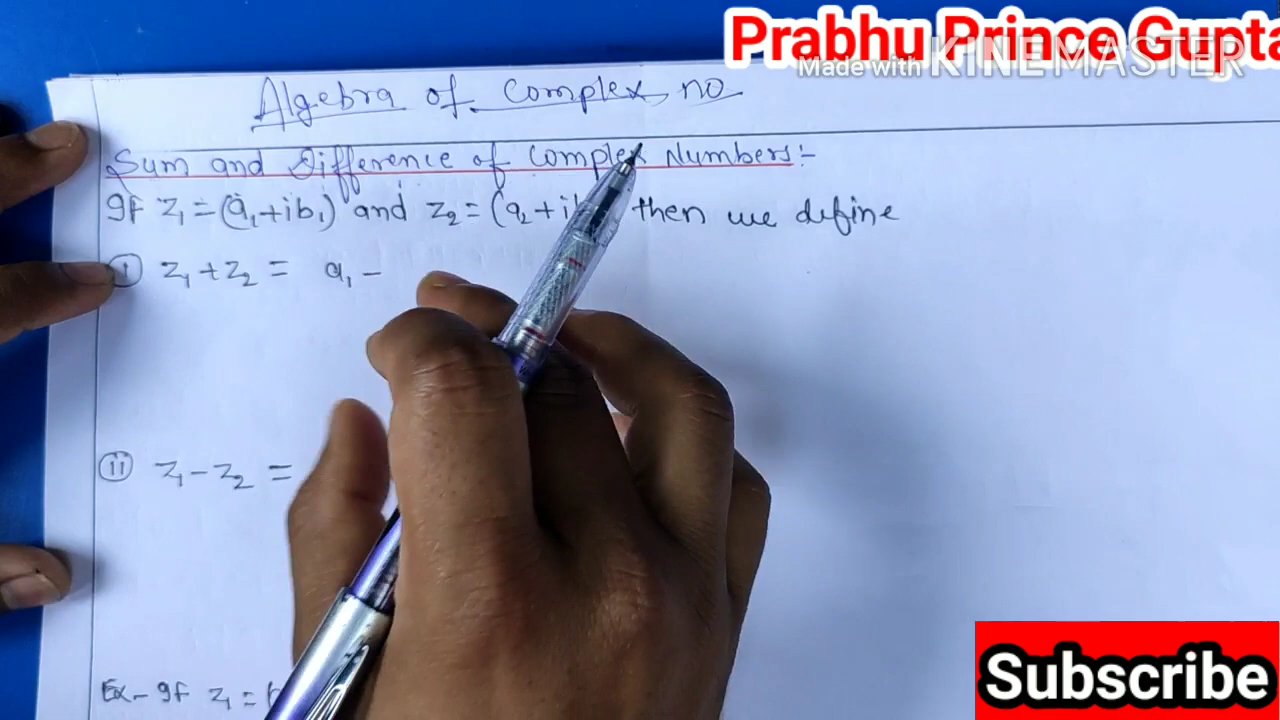 Prabhu Prince Gupta
Made with KINEMASTER
Algebra of complex no
Sum and Difference of Complex Numbers:-
If z₁ = (a₁+ib₁) and z₂ = (a₂+ib then we define
(i) z₁+z₂ = a₁ -
(ii) z₁-z₂ =
Ex- If z₁ =
Subscribe